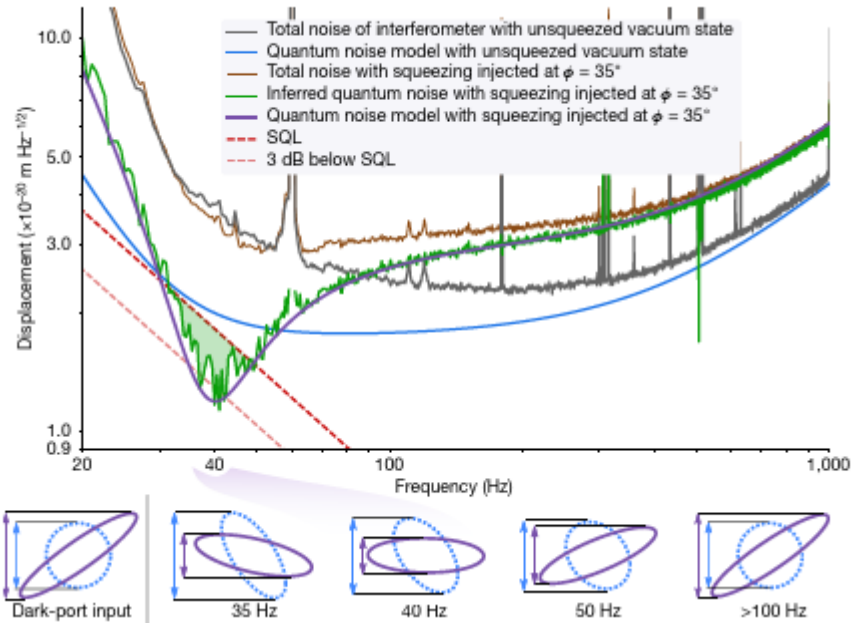 10.0
5.0
3.0
1.0
0.9
Displacement (×10⁻²⁰ m Hz⁻¹ᐟ²)
Total noise of interferometer with unsqueezed vacuum state
Quantum noise model with unsqueezed vacuum state
Total noise with squeezing injected at ϕ = 35°
Inferred quantum noise with squeezing injected at ϕ = 35°
Quantum noise model with squeezing injected at ϕ = 35°
SQL
3 dB below SQL
20 40 100 1,000
Frequency (Hz)
Dark-port input 35 Hz 40 Hz 50 Hz >100 Hz